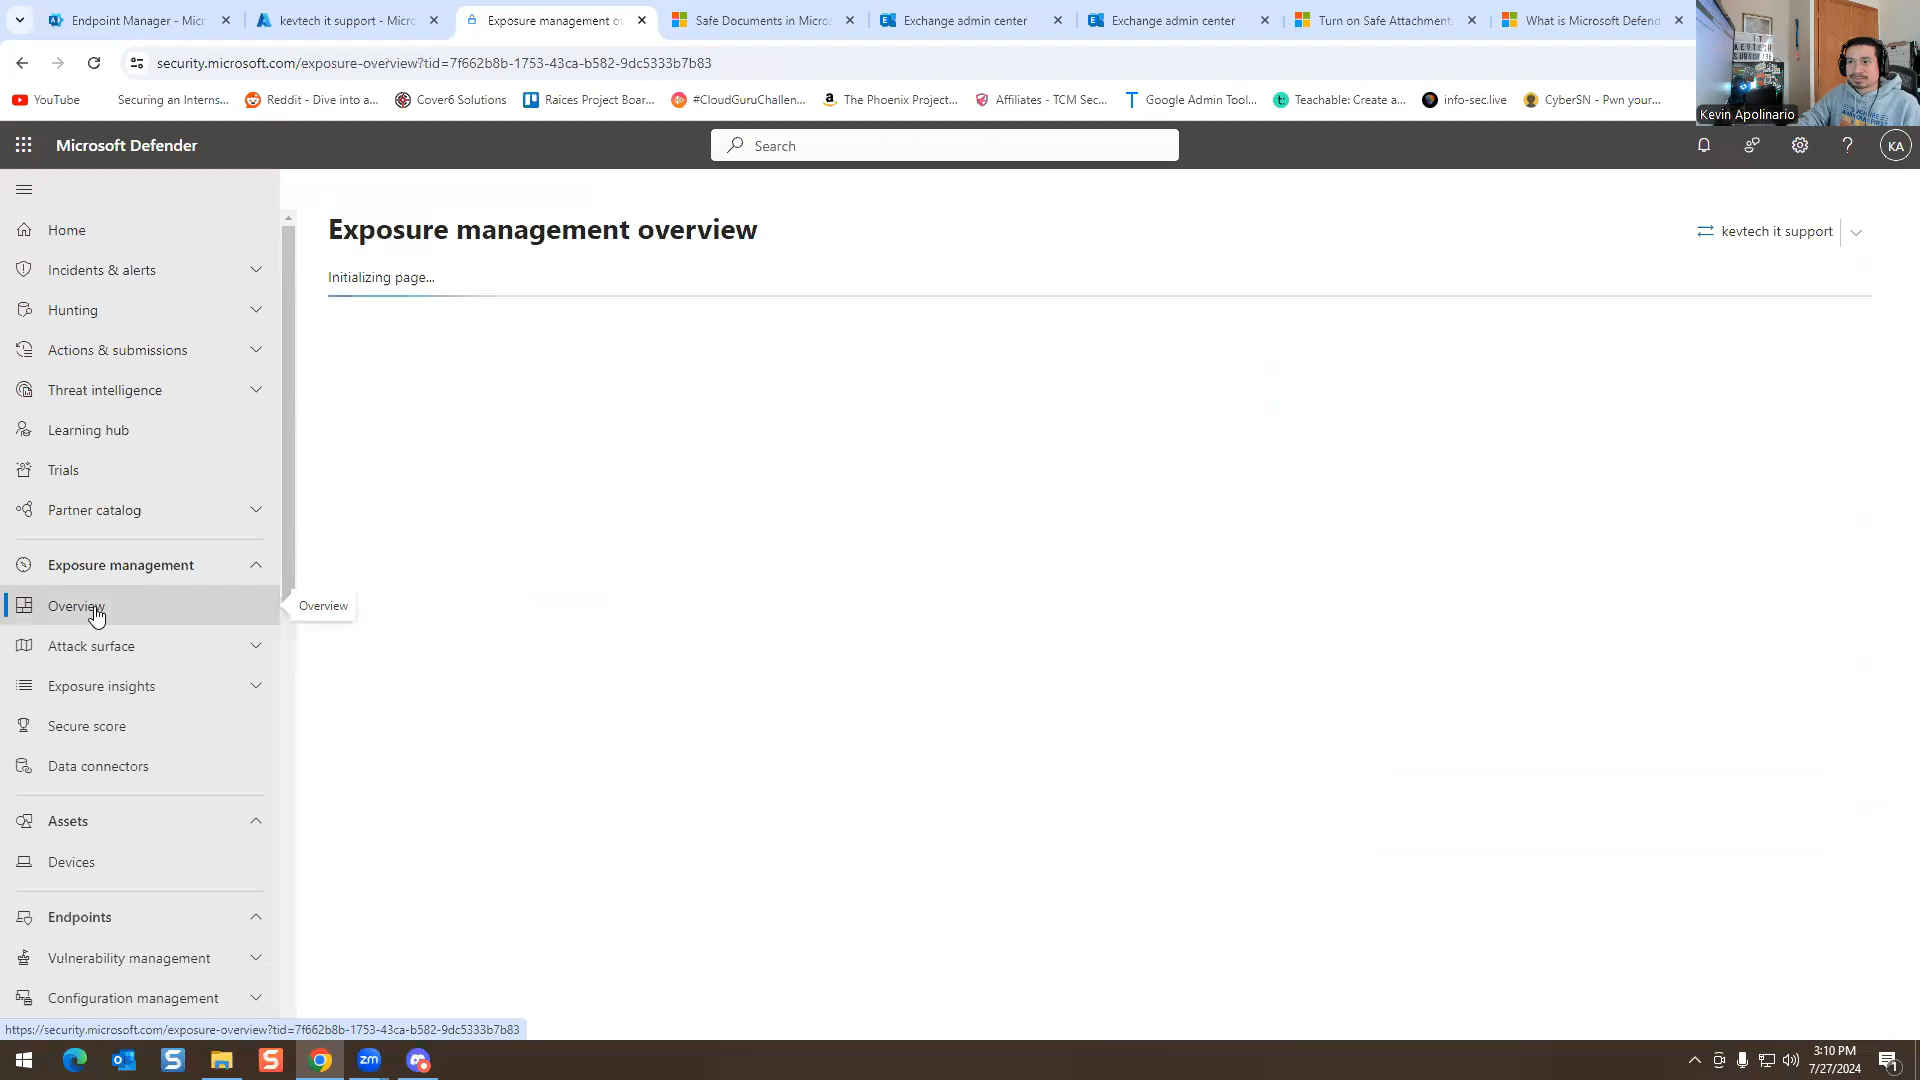 Endpoint Manager - Micr
kevtech it support - Micro
Exposure management ov
Safe Documents in Micros
Exchange admin center
Exchange admin center
Turn on Safe Attachment
What is Microsoft Defend
security.microsoft.com/exposure-overview?tid=7f662b8b-1753-43ca-b582-9dc5333b7b83
YouTube
Securing an Interns...
Reddit - Dive into a...
Cover6 Solutions
Raices Project Boar...
#CloudGuruChallen...
The Phoenix Project...
Affiliates - TCM Sec...
Google Admin Tool...
Teachable: Create a...
info-sec.live
CyberSN - Pwn your...
KEVTECH
Kevin Apolinario
Microsoft Defender
Search
KA
Home
Incidents & alerts
Hunting
Actions & submissions
Threat intelligence
Learning hub
Trials
Partner catalog
Exposure management
Overview
Attack surface
Exposure insights
Secure score
Data connectors
Assets
Devices
Endpoints
Vulnerability management
Configuration management
Overview
Exposure management overview
kevtech it support
Initializing page...
https://security.microsoft.com/exposure-overview?tid=7f662b8b-1753-43ca-b582-9dc5333b7b83
zm
3:10 PM
7/27/2024
1